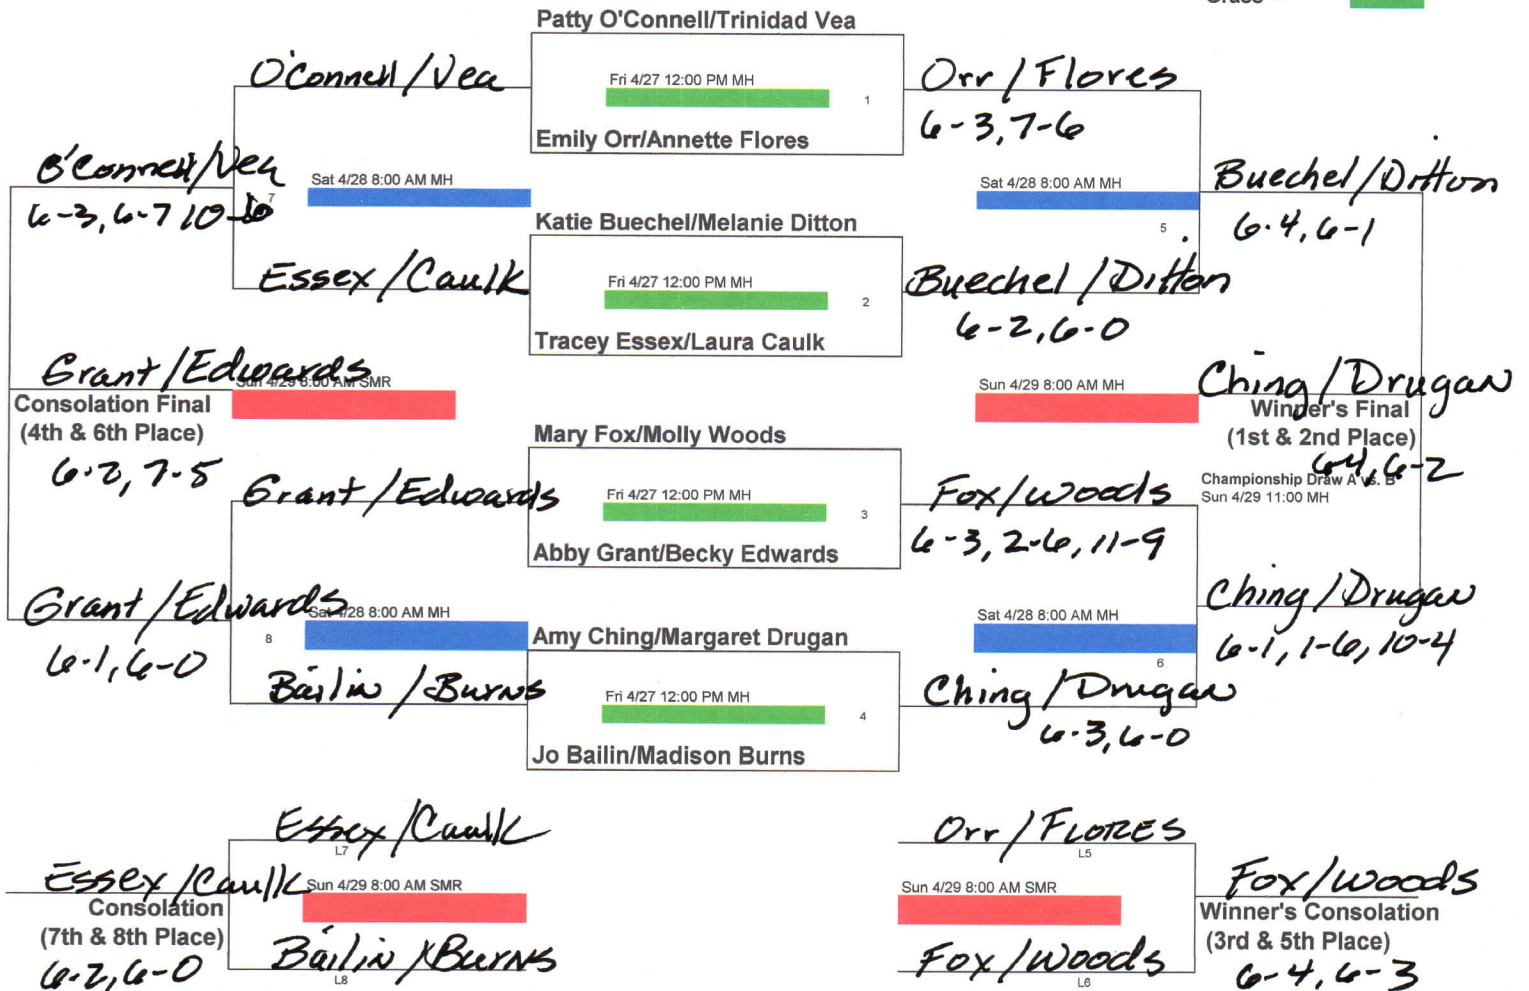 Grass
Patty O'Connell/Trinidad Vea
O'Connell/Vea
Fri 4/27 12:00 PM MH
1
Orr/Flores
6-3, 7-6
Emily Orr/Annette Flores
O'Connell/Vea
7
6-3, 6-7 10-6
Sat 4/28 8:00 AM MH
Sat 4/28 8:00 AM MH
5
Buechel/Ditton
6-4, 6-1
Katie Buechel/Melanie Ditton
Essex/Caulk
Fri 4/27 12:00 PM MH
2
Buechel/Ditton
6-2, 6-0
Tracey Essex/Laura Caulk
Grant/Edwards
Sun 4/29 8:00 AM SMR
Consolation Final
(4th & 6th Place)
6-2, 7-5
Sun 4/29 8:00 AM MH
Ching/Drugan
Winner's Final
(1st & 2nd Place)
6-4, 6-2
Championship Draw A vs. B
Sun 4/29 11:00 MH
Mary Fox/Molly Woods
Grant/Edwards
Fri 4/27 12:00 PM MH
3
Fox/Woods
6-3, 2-6, 11-9
Abby Grant/Becky Edwards
Grant/Edwards
6-1, 6-0
8
Sat 4/28 8:00 AM MH
Sat 4/28 8:00 AM MH
6
Ching/Drugan
6-1, 1-6, 10-4
Amy Ching/Margaret Drugan
Bailin/Burns
Fri 4/27 12:00 PM MH
4
Ching/Drugan
6-3, 6-0
Jo Bailin/Madison Burns
Essex/Caulk
L7
Essex/Caulk
Sun 4/29 8:00 AM SMR
Consolation
(7th & 8th Place)
6-2, 6-0
Bailin/Burns
L8
Orr/FLORES
L5
Sun 4/29 8:00 AM SMR
Fox/Woods
Winner's Consolation
(3rd & 5th Place)
6-4, 6-3
Fox/Woods
L6